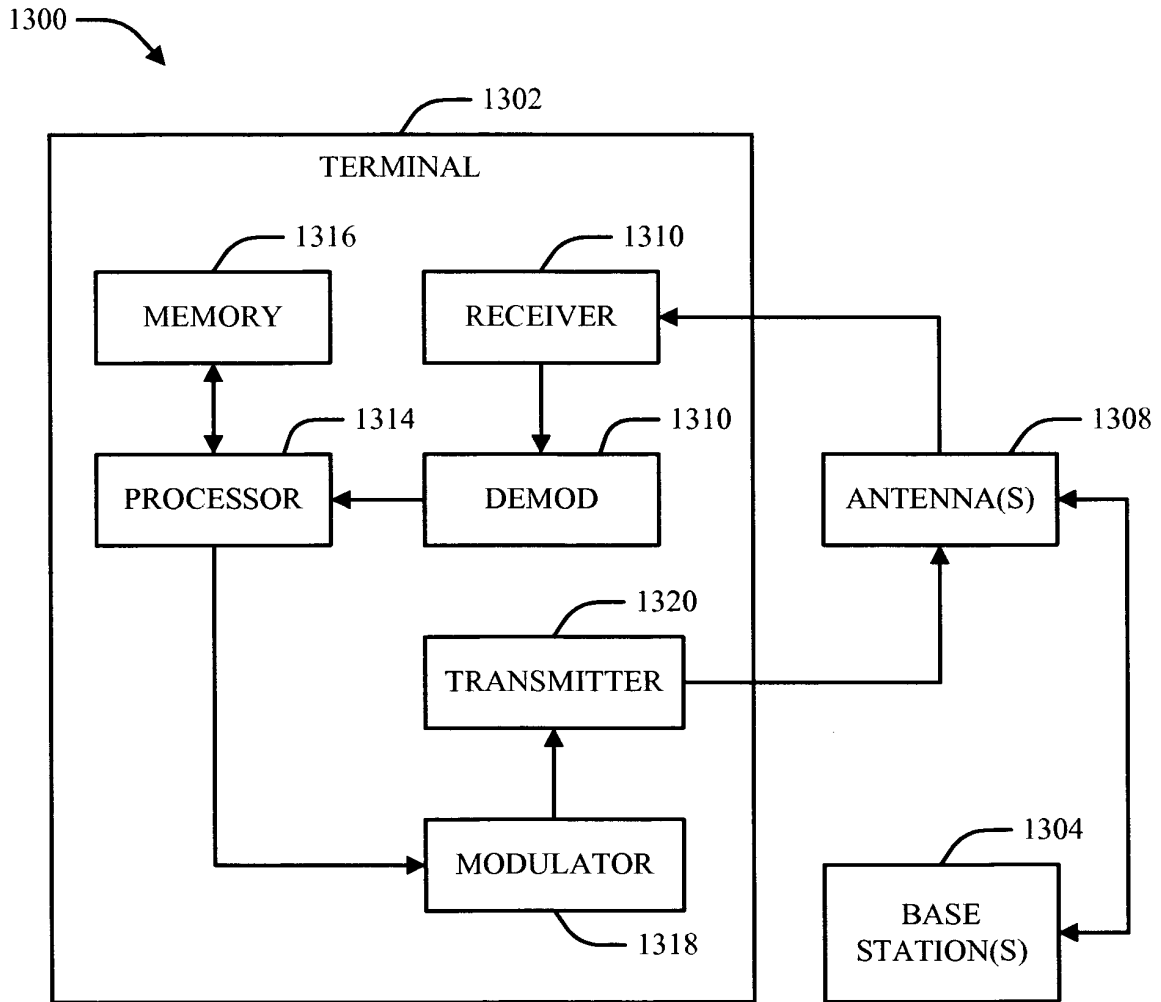 1300
1302
TERMINAL
1316
1310
MEMORY
RECEIVER
1314
1310
1308
PROCESSOR
DEMOD
ANTENNA(S)
1320
TRANSMITTER
1304
MODULATOR
BASE
STATION(S)
1318